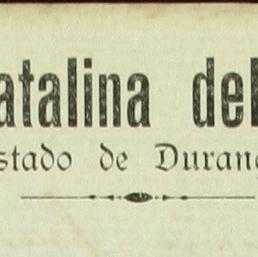 atalina del
stado de Durang